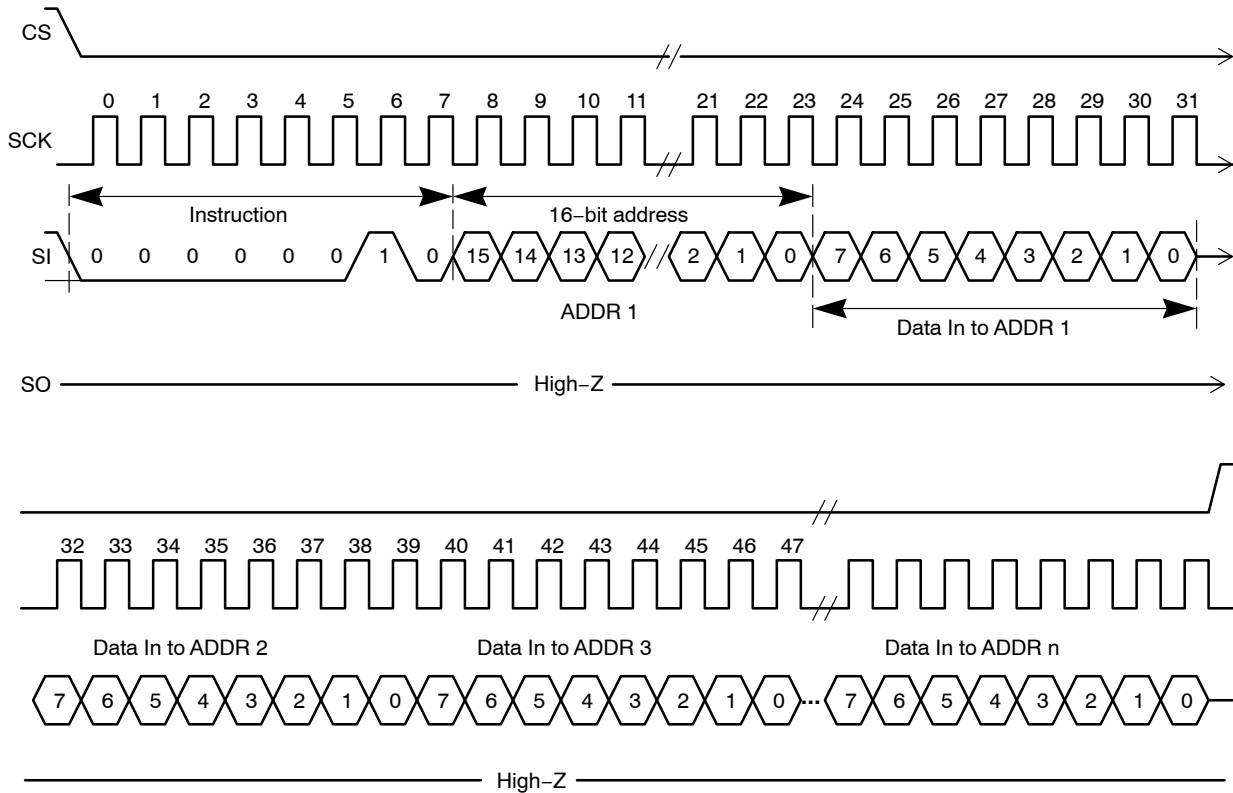 CS
0 1 2 3 4 5 6 7 8 9 10 11 21 22 23 24 25 26 27 28 29 30 31
SCK
Instruction 16−bit address
SI 0 0 0 0 0 0 1 0 15 14 13 12 2 1 0 7 6 5 4 3 2 1 0
ADDR 1 Data In to ADDR 1
SO High−Z
32 33 34 35 36 37 38 39 40 41 42 43 44 45 46 47
Data In to ADDR 2 Data In to ADDR 3 Data In to ADDR n
7 6 5 4 3 2 1 0 7 6 5 4 3 2 1 0 ... 7 6 5 4 3 2 1 0
High−Z